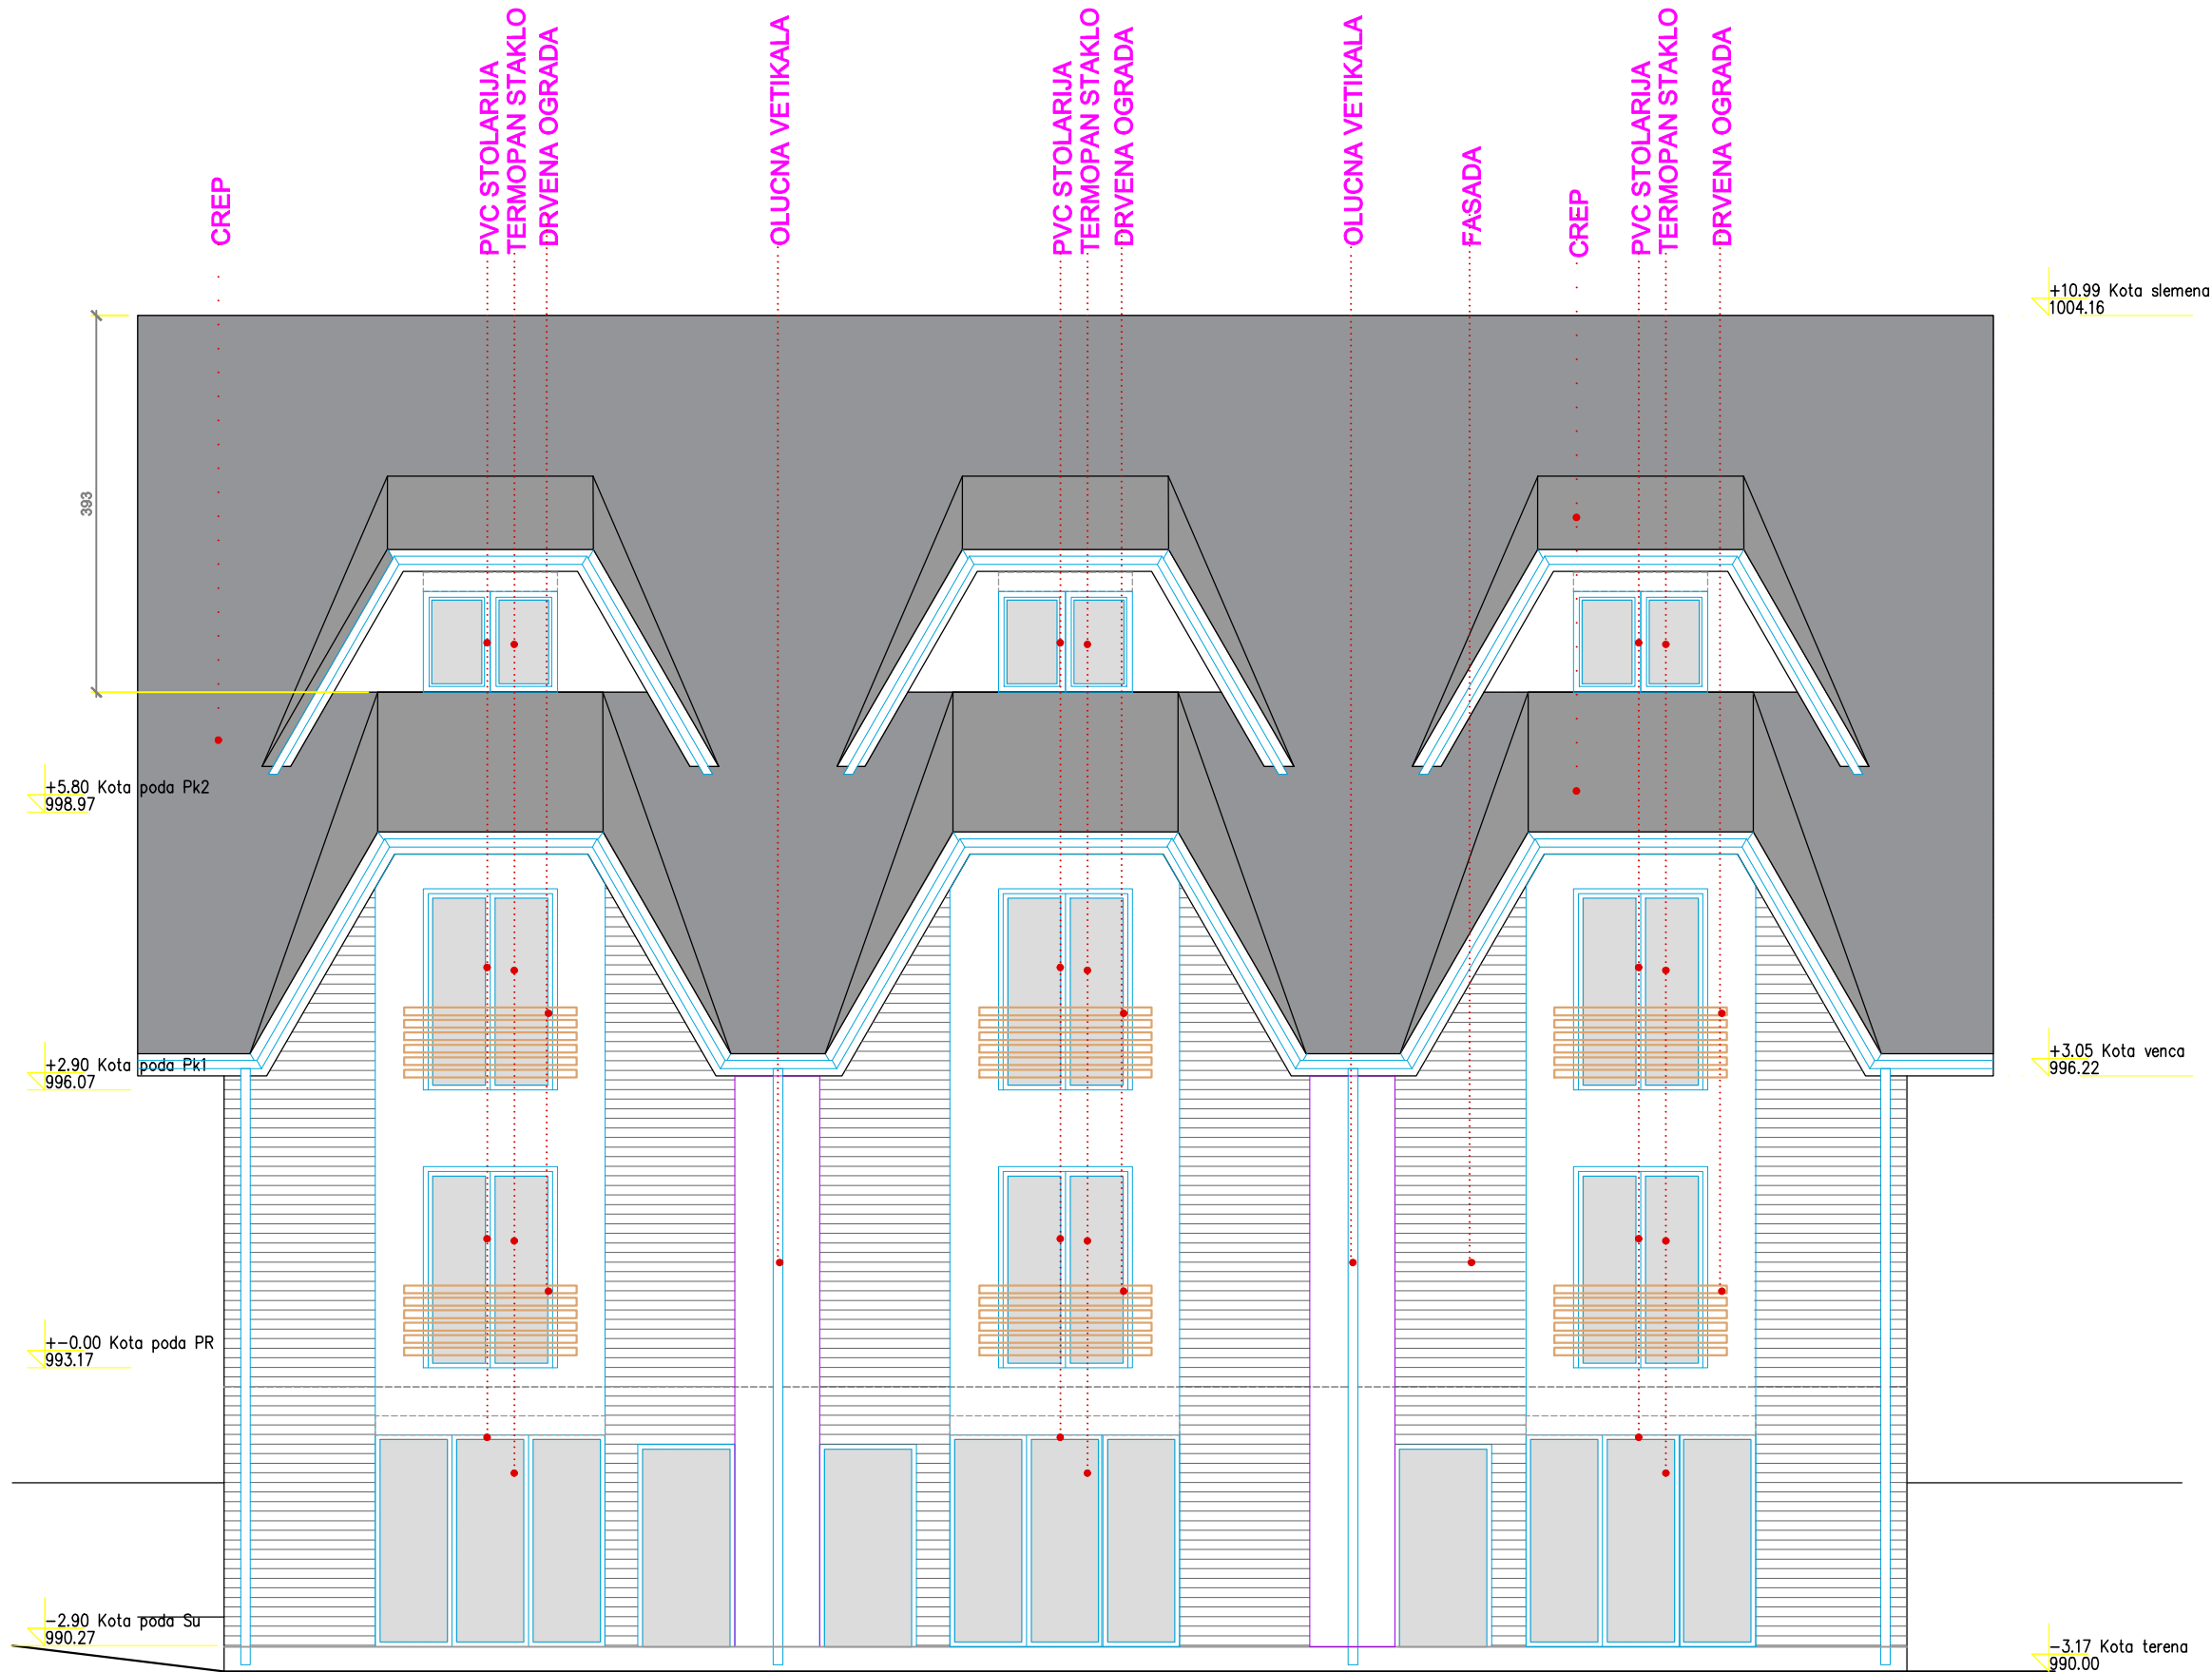 CREP
PVC STOLARIJA
TERMOPAN STAKLO
DRVENA OGRADA
OLUCNA VETIKALA
PVC STOLARIJA
TERMOPAN STAKLO
DRVENA OGRADA
OLUCNA VETIKALA
FASADA
CREP
PVC STOLARIJA
TERMOPAN STAKLO
DRVENA OGRADA
+10.99 Kota slemena
1004.16
393
+5.80 Kota poda Pk2
998.97
+2.90 Kota poda Pk1
996.07
+3.05 Kota venca
996.22
+-0.00 Kota poda PR
993.17
-2.90 Kota poda Su
990.27
-3.17 Kota terena
990.00